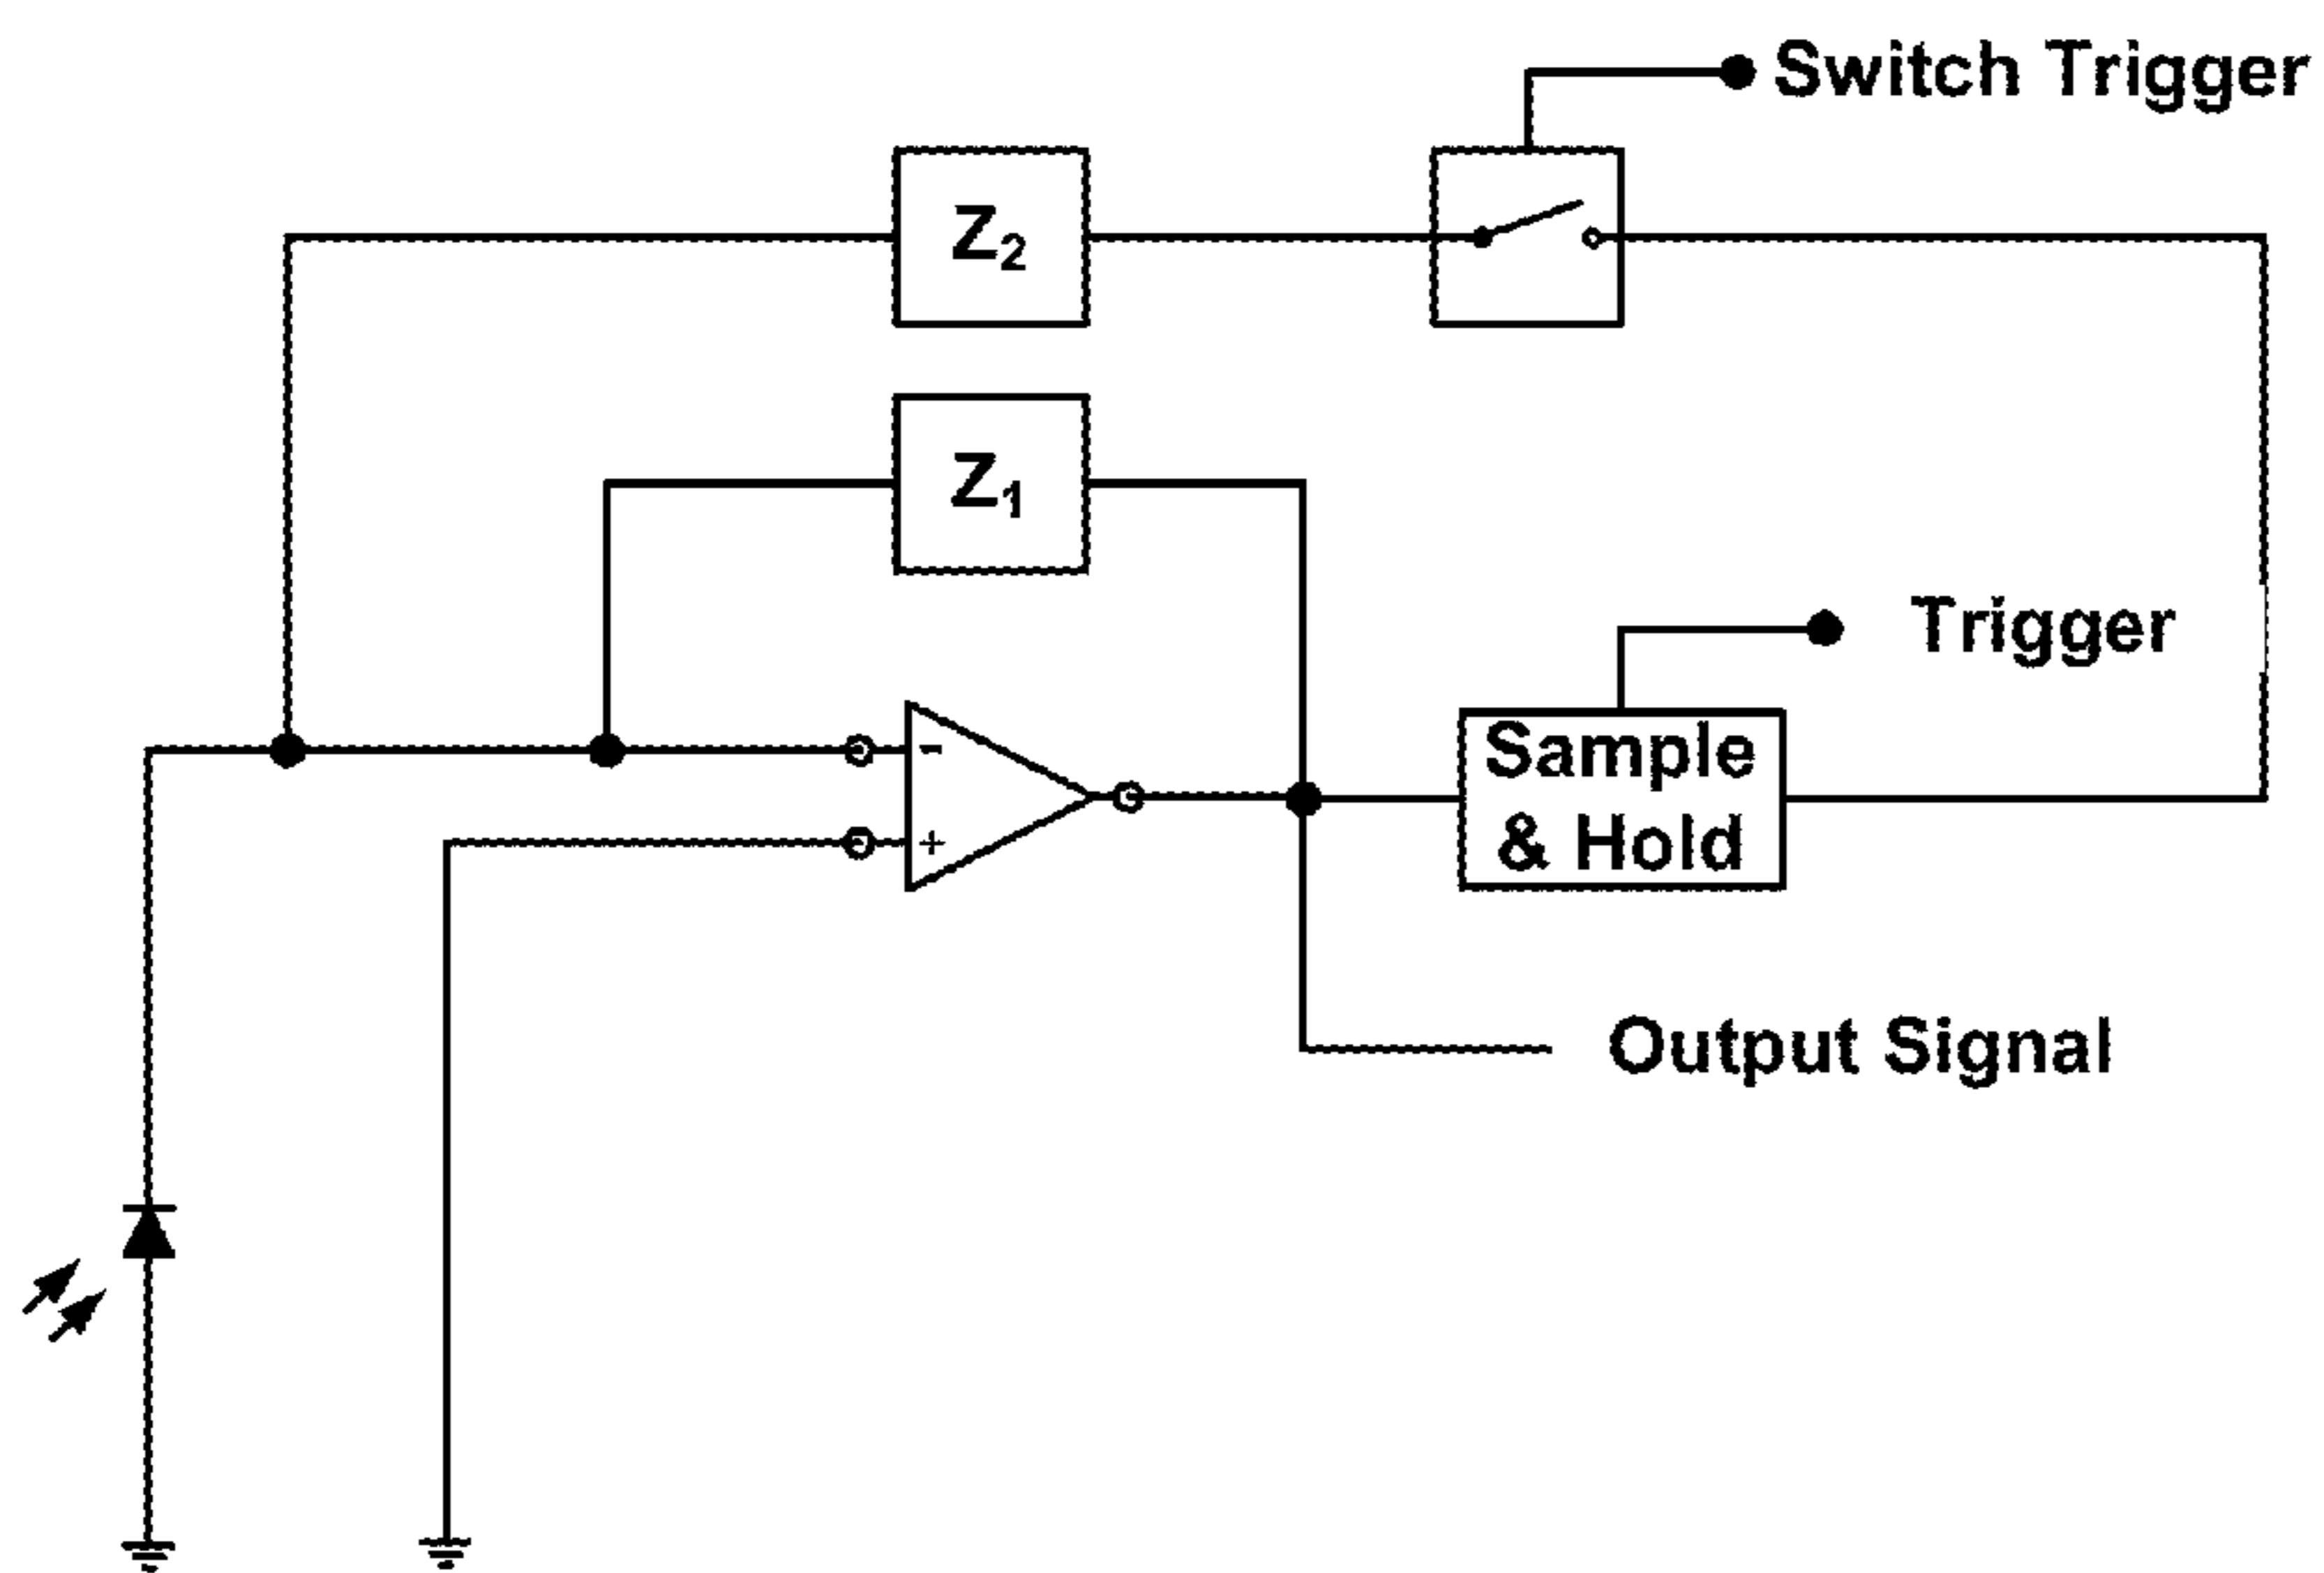 Switch Trigger
Z₂
Z₁
Trigger
-
+
Sample
& Hold
Output Signal